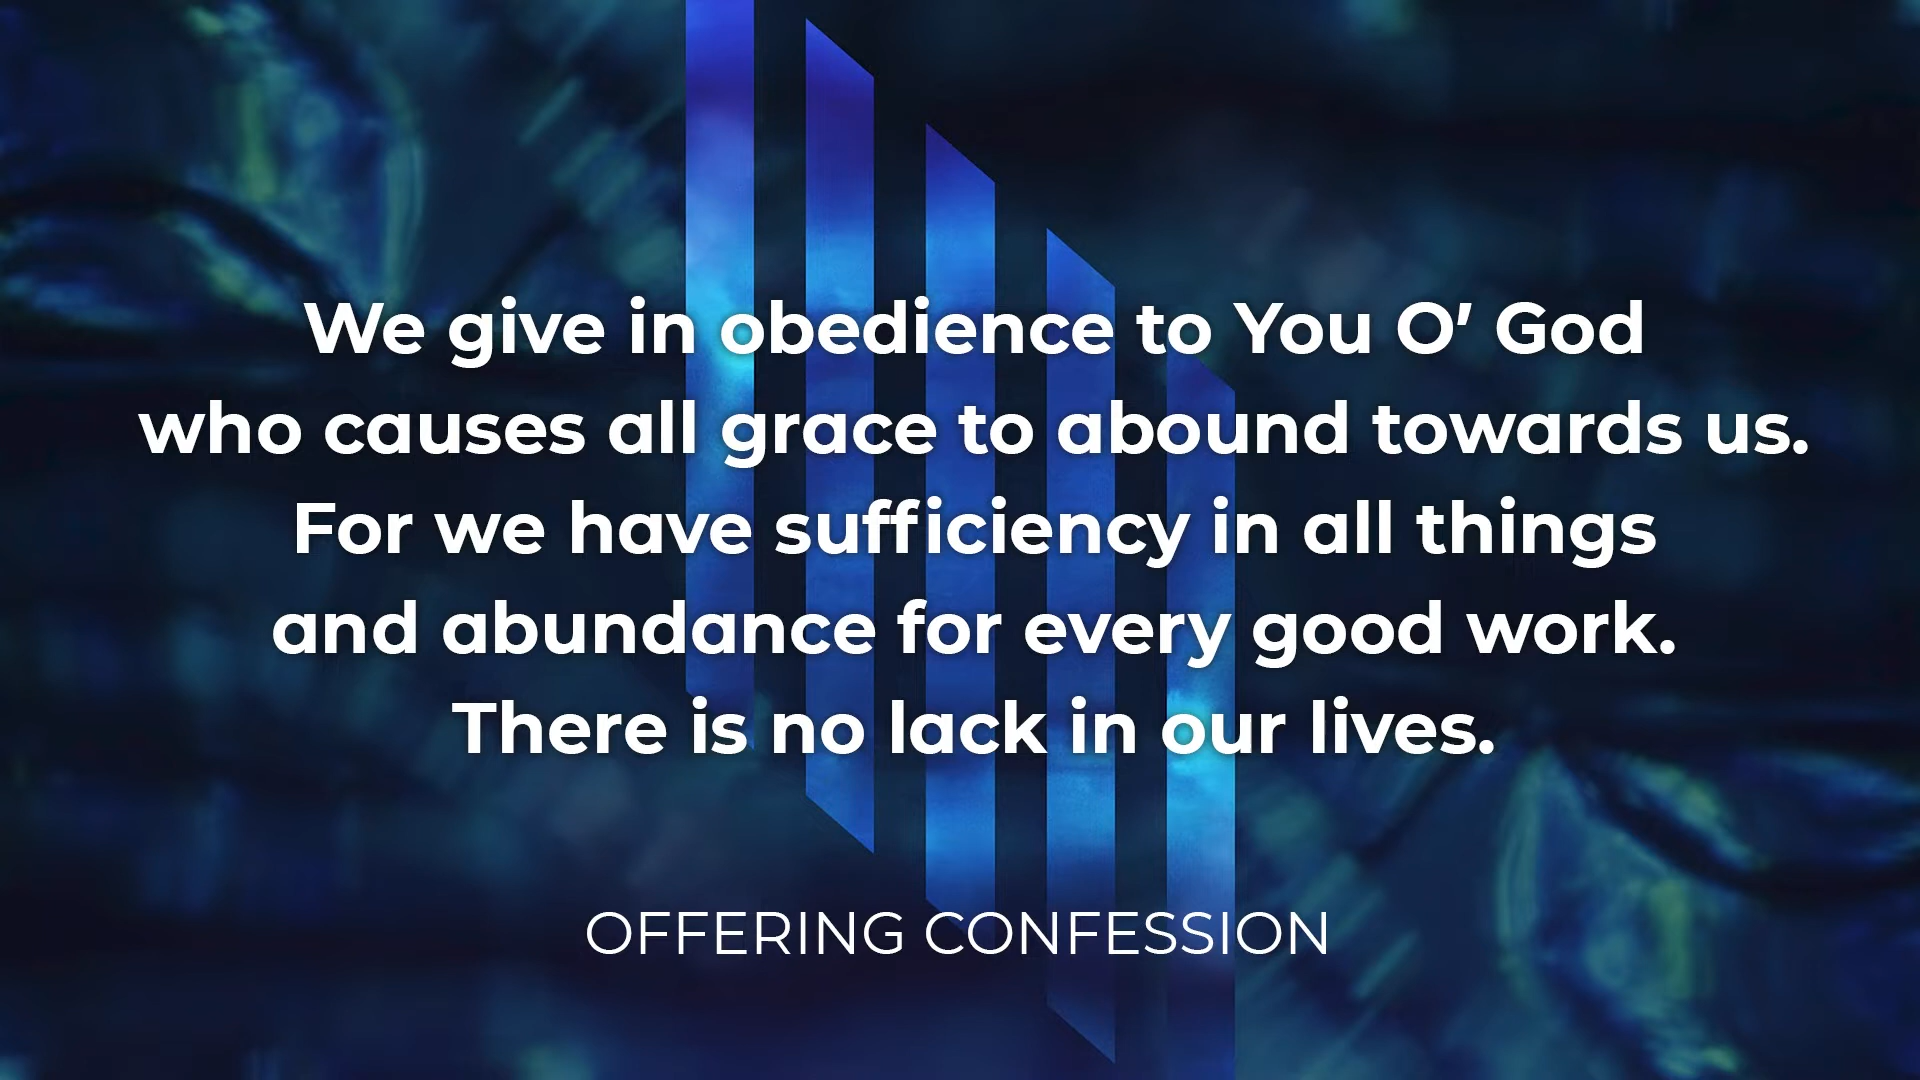 We give in obedience to You O' God
who causes all grace to abound towards us.
For we have sufficiency in all things
and abundance for every good work.
There is no lack in our lives.
OFFERING CONFESSION